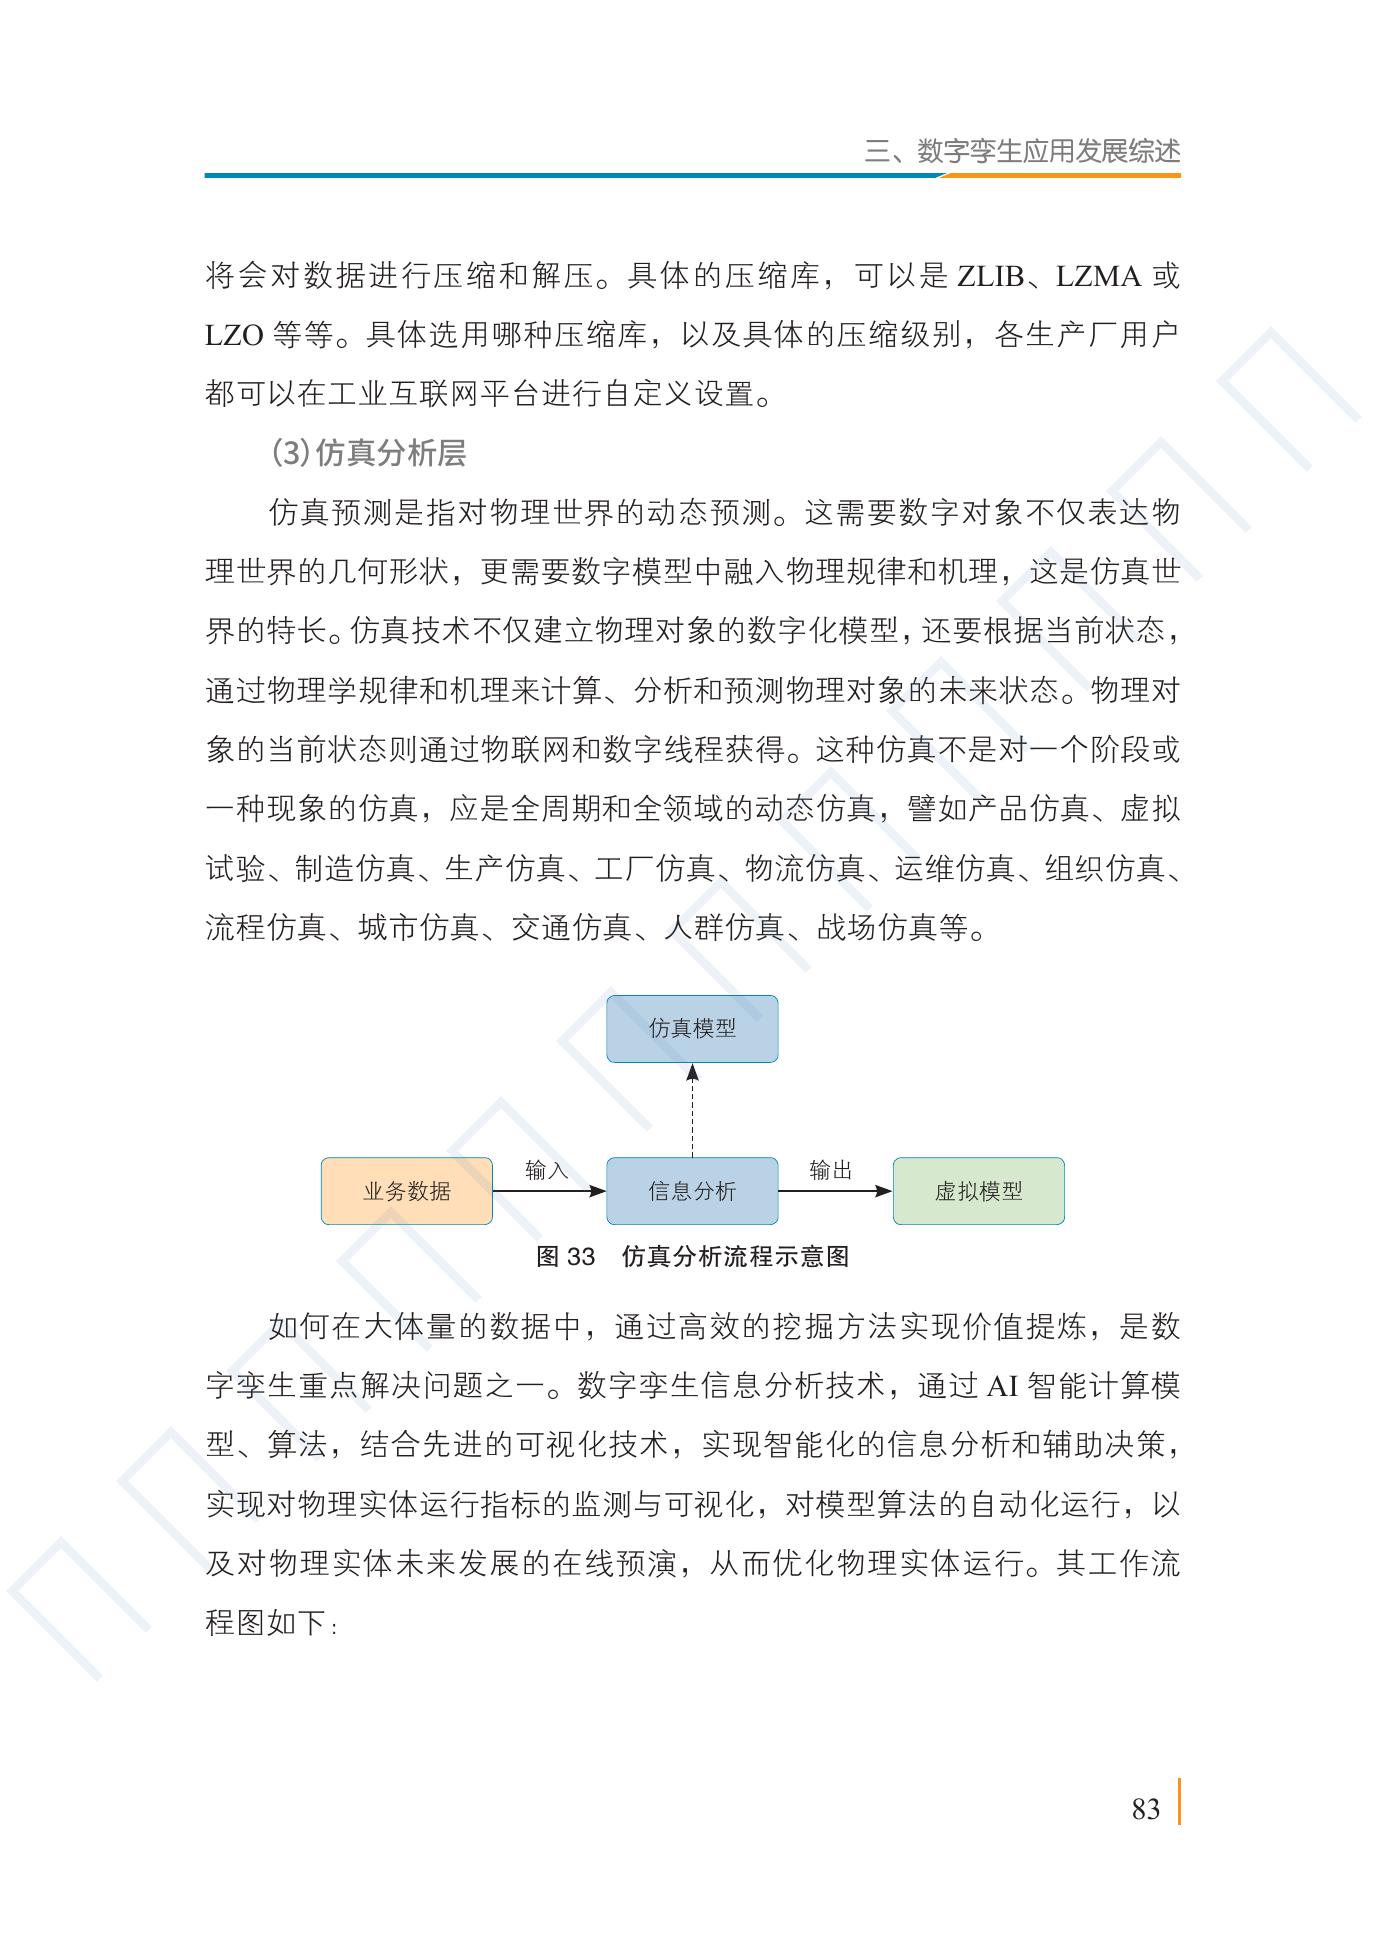 三、数字孪生应用发展综述
将会对数据进行压缩和解压。具体的压缩库，可以是 ZLIB、LZMA 或
LZO 等等。具体选用哪种压缩库，以及具体的压缩级别，各生产厂用户
都可以在工业互联网平台进行自定义设置。
（3）仿真分析层
仿真预测是指对物理世界的动态预测。这需要数字对象不仅表达物
理世界的几何形状，更需要数字模型中融入物理规律和机理，这是仿真世
界的特长。仿真技术不仅建立物理对象的数字化模型，还要根据当前状态，
通过物理学规律和机理来计算、分析和预测物理对象的未来状态。物理对
象的当前状态则通过物联网和数字线程获得。这种仿真不是对一个阶段或
一种现象的仿真，应是全周期和全领域的动态仿真，譬如产品仿真、虚拟
试验、制造仿真、生产仿真、工厂仿真、物流仿真、运维仿真、组织仿真、
流程仿真、城市仿真、交通仿真、人群仿真、战场仿真等。
仿真模型
业务数据 输入 信息分析 输出 虚拟模型
图 33 仿真分析流程示意图
如何在大体量的数据中，通过高效的挖掘方法实现价值提炼，是数
字孪生重点解决问题之一。数字孪生信息分析技术，通过 AI 智能计算模
型、算法，结合先进的可视化技术，实现智能化的信息分析和辅助决策，
实现对物理实体运行指标的监测与可视化，对模型算法的自动化运行，以
及对物理实体未来发展的在线预演，从而优化物理实体运行。其工作流
程图如下：
83